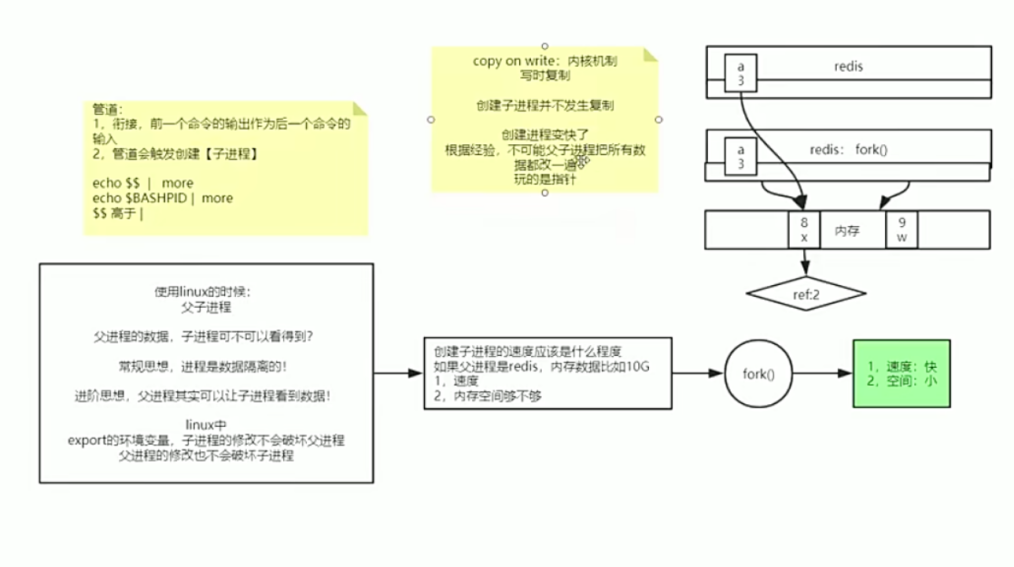 管道：
1，衔接，前一个命令的输出作为后一个命令的
输入
2，管道会触发创建【子进程】
echo $$ | more
echo $BASHPID | more
$$ 高于 |
copy on write：内核机制
写时复制
创建子进程并不发生复制
创建进程变快了
根据经验，不可能父子进程把所有数
据都改一遍
玩的是指针
a
3
redis
a
3
redis： fork()
8
x
内存
9
w
ref:2
使用linux的时候：
父子进程
父进程的数据，子进程可不可以看得到？
常规思想，进程是数据隔离的！
进阶思想，父进程其实可以让子进程看到数据！
linux中
export的环境变量，子进程的修改不会破坏父进程
父进程的修改也不会破坏子进程
创建子进程的速度应该是什么程度
如果父进程是redis，内存数据比如10G
1，速度
2，内存空间够不够
fork()
1，速度：快
2，空间：小